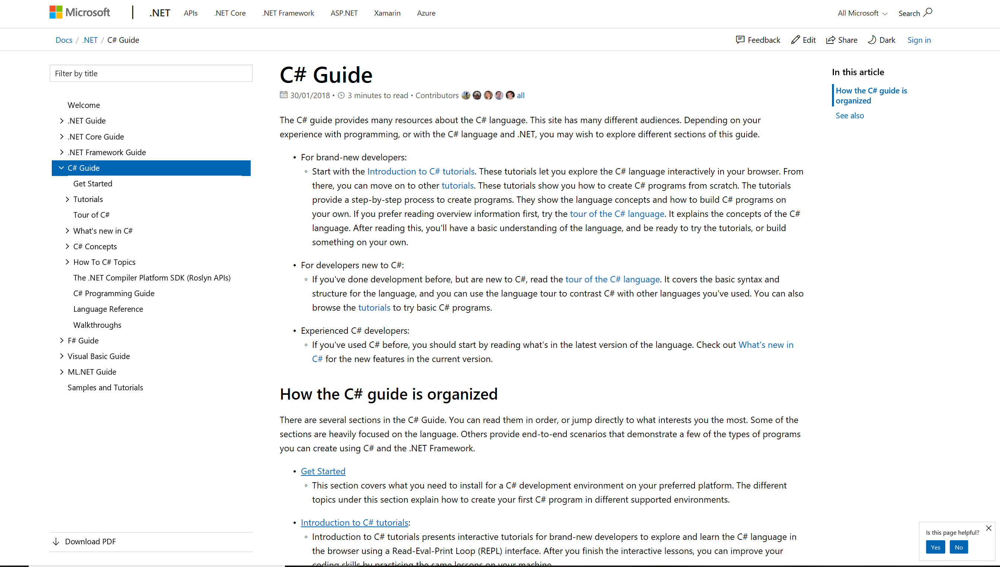 Microsoft
.NET
APIs
.NET Core
.NET Framework
ASP.NET
Xamarin
Azure
All Microsoft
Search
Docs / .NET / C# Guide
Feedback
Edit
Share
Dark
Sign in
Filter by title
Welcome
.NET Guide
.NET Core Guide
.NET Framework Guide
C# Guide
Get Started
Tutorials
Tour of C#
What's new in C#
C# Concepts
How To C# Topics
The .NET Compiler Platform SDK (Roslyn APIs)
C# Programming Guide
Language Reference
Walkthroughs
F# Guide
Visual Basic Guide
ML.NET Guide
Samples and Tutorials
Download PDF
C# Guide
30/01/2018 • 3 minutes to read • Contributors all
The C# guide provides many resources about the C# language. This site has many different audiences. Depending on your
experience with programming, or with the C# language and .NET, you may wish to explore different sections of this guide.
• For brand-new developers:
◦ Start with the Introduction to C# tutorials. These tutorials let you explore the C# language interactively in your browser. From
there, you can move on to other tutorials. These tutorials show you how to create C# programs from scratch. The tutorials
provide a step-by-step process to create programs. They show the language concepts and how to build C# programs on
your own. If you prefer reading overview information first, try the tour of the C# language. It explains the concepts of the C#
language. After reading this, you'll have a basic understanding of the language, and be ready to try the tutorials, or build
something on your own.
• For developers new to C#:
◦ If you've done development before, but are new to C#, read the tour of the C# language. It covers the basic syntax and
structure for the language, and you can use the language tour to contrast C# with other languages you've used. You can also
browse the tutorials to try basic C# programs.
• Experienced C# developers:
◦ If you've used C# before, you should start by reading what's in the latest version of the language. Check out What's new in
C# for the new features in the current version.
How the C# guide is organized
There are several sections in the C# Guide. You can read them in order, or jump directly to what interests you the most. Some of the
sections are heavily focused on the language. Others provide end-to-end scenarios that demonstrate a few of the types of programs
you can create using C# and the .NET Framework.
• Get Started
◦ This section covers what you need to install for a C# development environment on your preferred platform. The different
topics under this section explain how to create your first C# program in different supported environments.
• Introduction to C# tutorials:
◦ Introduction to C# tutorials presents interactive tutorials for brand-new developers to explore and learn the C# language in
the browser using a Read-Eval-Print Loop (REPL) interface. After you finish the interactive lessons, you can improve your
coding skills by practicing the same lessons on your machine.
In this article
How the C# guide is
organized
See also
Is this page helpful?
Yes
No